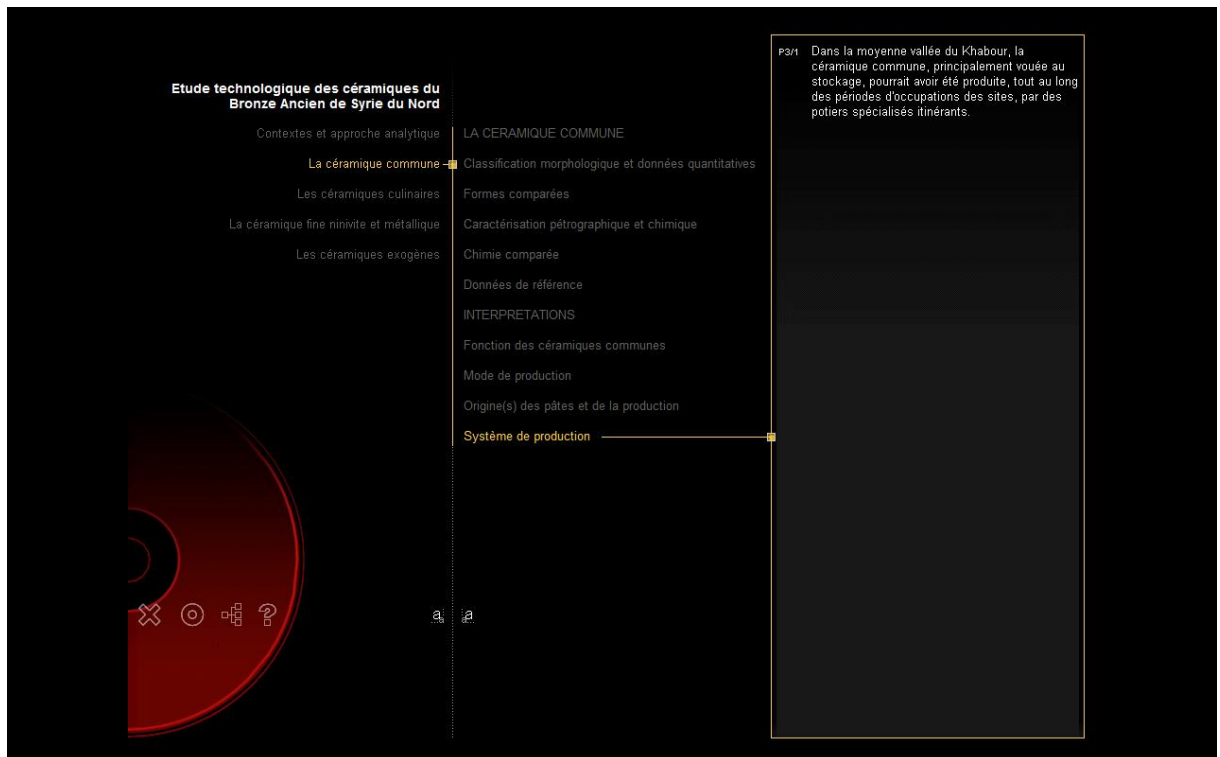 Etude technologique des céramiques du
Bronze Ancien de Syrie du Nord
Contextes et approche analytique
La céramique commune
Les céramiques culinaires
La céramique fine ninivite et métallique
Les céramiques exogènes
LA CERAMIQUE COMMUNE
Classification morphologique et données quantitatives
Formes comparées
Caractérisation pétrographique et chimique
Chimie comparée
Données de référence
INTERPRETATIONS
Fonction des céramiques communes
Mode de production
Origine(s) des pâtes et de la production
Système de production
P3/1 Dans la moyenne vallée du Khabour, la
céramique commune, principalement vouée au
stockage, pourrait avoir été produite, tout au long
des périodes d'occupations des sites, par des
potiers spécialisés itinérants.
?
a a